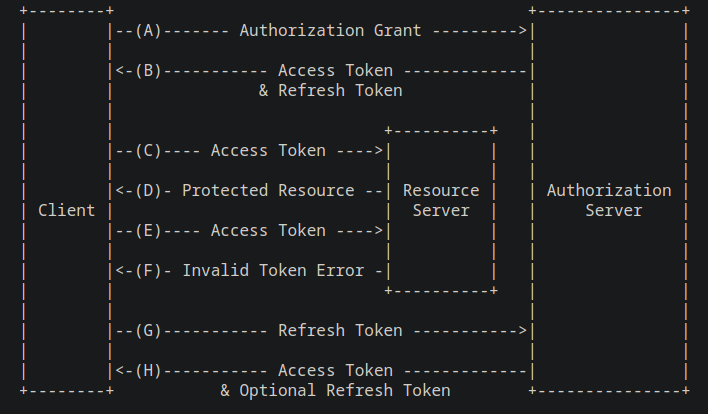 +--------+                                           +---------------+
|        |--(A)------- Authorization Grant --------->|               |
|        |                                           |               |
|        |<-(B)----------- Access Token -------------|               |
|        |               & Refresh Token             |               |
|        |                                           |               |
|        |                            +----------+   |               |
|        |--(C)---- Access Token ---->|          |   |               |
|        |                            |          |   |               |
|        |<-(D)- Protected Resource --| Resource |   | Authorization |
| Client |                            |  Server  |   |     Server    |
|        |--(E)---- Access Token ---->|          |   |               |
|        |                            |          |   |               |
|        |<-(F)- Invalid Token Error -|          |   |               |
|        |                            +----------+   |               |
|        |                                           |               |
|        |--(G)----------- Refresh Token ----------->|               |
|        |                                           |               |
|        |<-(H)----------- Access Token -------------|               |
+--------+           & Optional Refresh Token        +---------------+